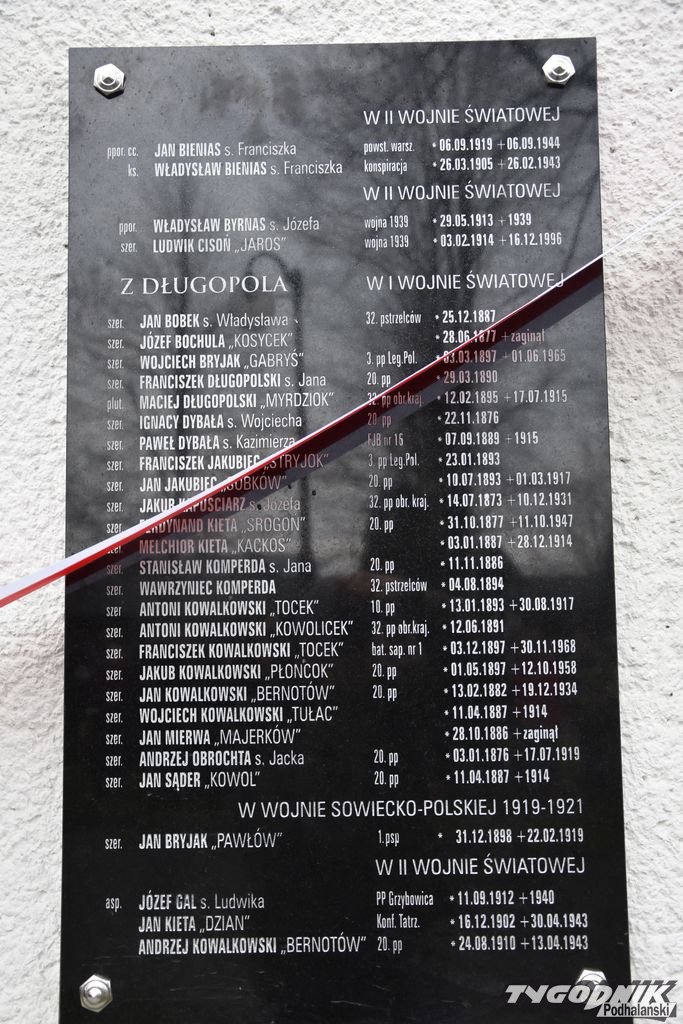 W II WOJNIE ŚWIATOWEJ
ppor. cc. JAN BIENIAS s. Franciszka powst. warsz. * 06.09.1919 + 06.09.1944
ks. WŁADYSŁAW BIENIAS s. Franciszka konspiracja * 26.03.1905 + 26.02.1943
W II WOJNIE ŚWIATOWEJ
ppor. WŁADYSŁAW BYRNAS s. Józefa wojna 1939 * 29.05.1913 + 1939
szer. LUDWIK CISOŃ „JAROS” wojna 1939 * 03.02.1914 + 16.12.1996
Z DŁUGOPOLA W I WOJNIE ŚWIATOWEJ
szer. JAN BOBEK s. Władysława 32. pstrzelców * 25.12.1887
szer. JÓZEF BOCHULA „KOSYCEK” * 28.06.1877 + zaginął
szer. WOJCIECH BRYJAK „GABRYŚ” 3. pp Leg.Pol. * 03.03.1897 + 01.06.1965
szer. FRANCISZEK DŁUGOPOLSKI s. Jana 20. pp * 29.03.1890
plut. MACIEJ DŁUGOPOLSKI „MYRDZIOK” 32. pp obr.kraj. * 12.02.1895 + 17.07.1915
szer. IGNACY DYBAŁA s. Wojciecha 20. pp * 22.11.1876
szer. PAWEŁ DYBAŁA s. Kazimierza FJB nr 16 * 07.09.1889 + 1915
szer. FRANCISZEK JAKUBIEC „STRYJOK” 3. pp Leg.Pol. * 23.01.1893
szer. JAN JAKUBIEC „GUBKÓW” 20. pp * 10.07.1893 + 01.03.1917
szer. JAKUB KAPUŚCIARZ s. Józefa 32. pp obr. kraj. * 14.07.1873 + 10.12.1931
szer. FERDYNAND KIETA „SROGOŃ” 20. pp * 31.10.1877 + 11.10.1947
szer. MELCHIOR KIETA „KACKOŚ” * 03.01.1887 + 28.12.1914
szer. STANISŁAW KOMPERDA s. Jana 20. pp * 11.11.1886
szer. WAWRZYNIEC KOMPERDA 32. pstrzelców * 04.08.1894
szer. ANTONI KOWALKOWSKI „TOCEK” 10. pp * 13.01.1893 + 30.08.1917
szer. ANTONI KOWALKOWSKI „KOWOLICEK” 32. pp obr.kraj. * 12.06.1891
szer. FRANCISZEK KOWALKOWSKI „TOCEK” bat. sap. nr 1 * 03.12.1897 + 30.11.1968
szer. JAKUB KOWALKOWSKI „PŁOŃCOK” 20. pp * 01.05.1897 + 12.10.1958
szer. JAN KOWALKOWSKI „BERNOTÓW” 20. pp * 13.02.1882 + 19.12.1934
szer. WOJCIECH KOWALKOWSKI „TUŁAC” * 11.04.1887 + 1914
szer. JAN MIERWA „MAJERKÓW” * 28.10.1886 + zaginął
szer. ANDRZEJ OBROCHTA s. Jacka 20. pp * 03.01.1876 + 17.07.1919
szer. JAN SĄDER „KOWOL” 20. pp * 11.04.1887 + 1914
W WOJNIE SOWIECKO-POLSKIEJ 1919-1921
szer. JAN BRYJAK „PAWŁÓW” 1.psp * 31.12.1898 + 22.02.1919
W II WOJNIE ŚWIATOWEJ
asp. JÓZEF GAL s. Ludwika PP Grzybowica * 11.09.1912 + 1940
JAN KIETA „DZIAN” Konf. Tatrz. * 16.12.1902 + 30.04.1943
ANDRZEJ KOWALKOWSKI „BERNOTÓW” 20. pp * 24.08.1910 + 13.04.1943
TYGODNIK
Podhalański